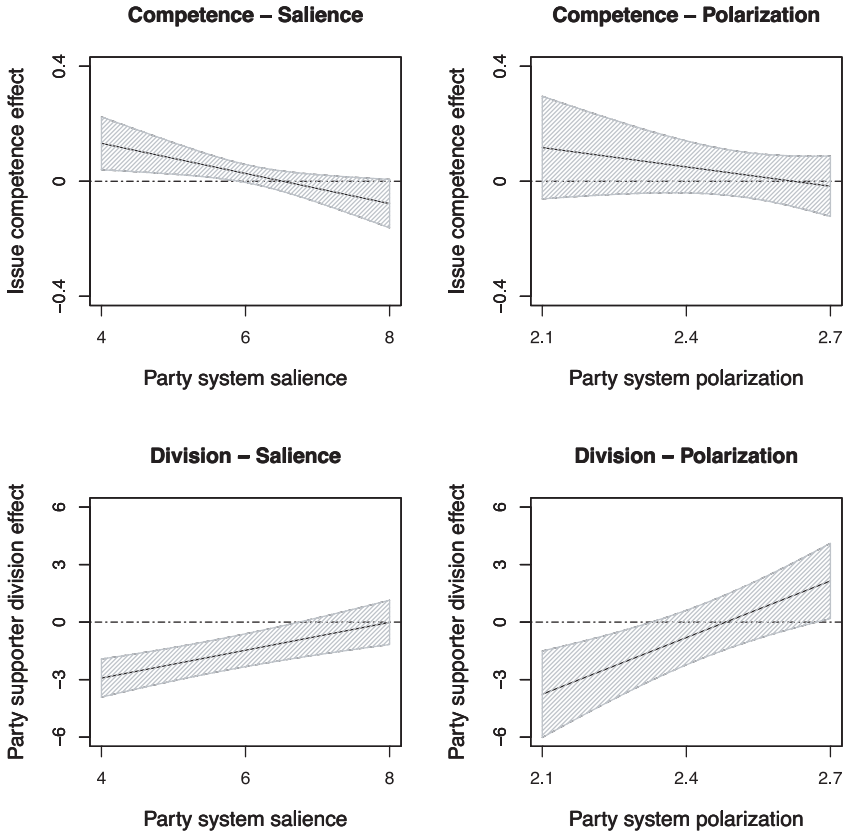 Competence – Salience
Issue competence effect
0.4
0
−0.4
4 6 8
Party system salience
Competence – Polarization
Issue competence effect
0.4
0
−0.4
2.1 2.4 2.7
Party system polarization
Division – Salience
Party supporter division effect
6
3
0
−3
−6
4 6 8
Party system salience
Division – Polarization
Party supporter division effect
6
3
0
−3
−6
2.1 2.4 2.7
Party system polarization